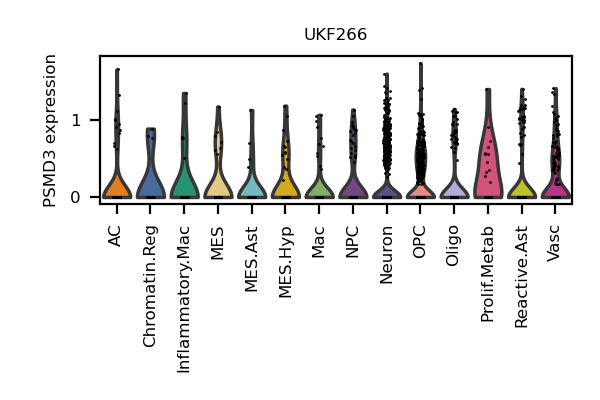 UKF266
PSMD3 expression
1
0
AC
Chromatin.Reg
Inflammatory.Mac
MES
MES.Ast
MES.Hyp
Mac
NPC
Neuron
OPC
Oligo
Prolif.Metab
Reactive.Ast
Vasc